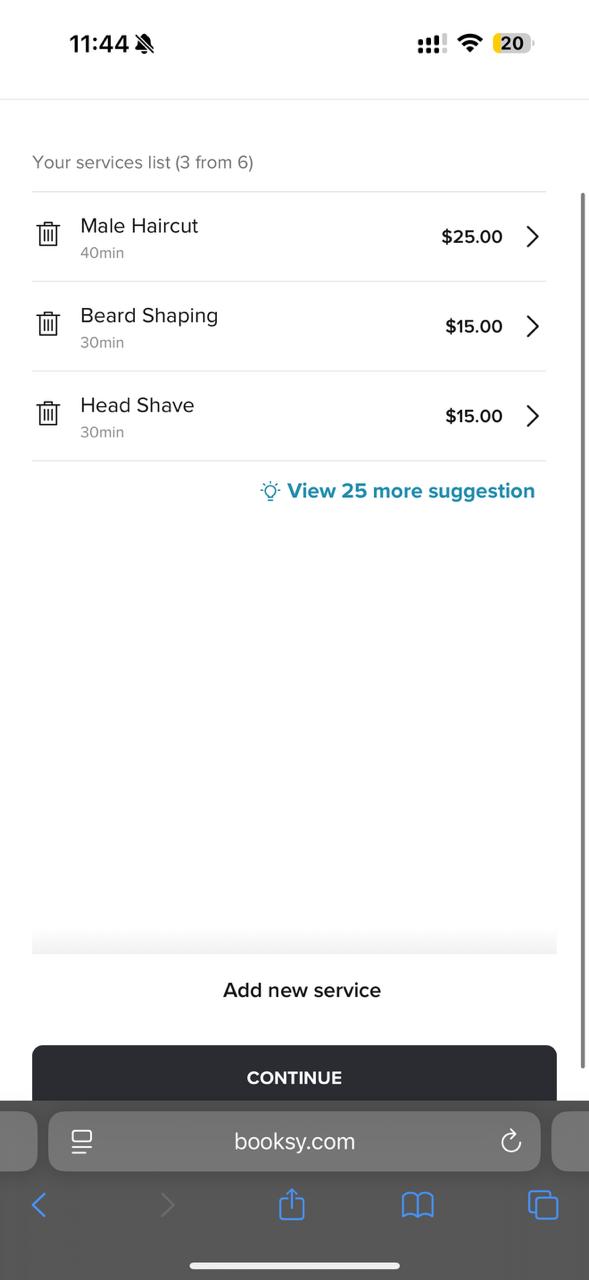 11:44
20
Your services list (3 from 6)
Male Haircut
40min
$25.00
Beard Shaping
30min
$15.00
Head Shave
30min
$15.00
View 25 more suggestion
Add new service
CONTINUE
booksy.com